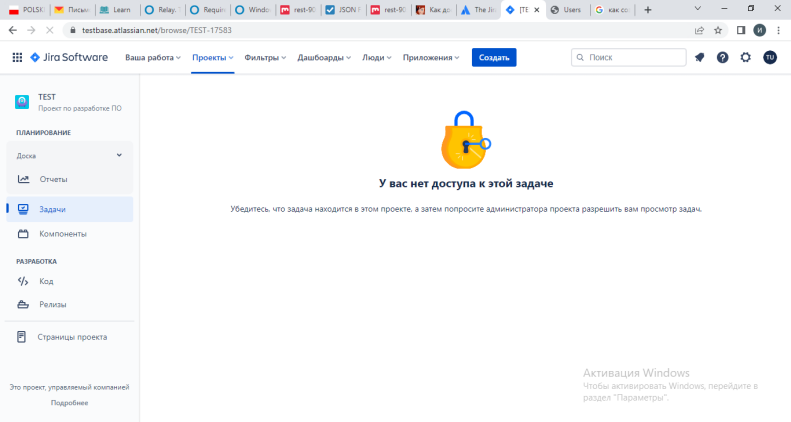 POLSK
Письм
Learn
Relay. T
Requir
Windo
rest-90
JSON F
rest-90
Как до
The Jir
[TE
Users
как со
testbase.atlassian.net/browse/TEST-17583
И
Jira Software
Ваша работа
Проекты
Фильтры
Дашборды
Люди
Приложения
Создать
Поиск
TU
TEST
Проект по разработке ПО
ПЛАНИРОВАНИЕ
Доска
Отчеты
Задачи
Компоненты
РАЗРАБОТКА
Код
Релизы
Страницы проекта
Это проект, управляемый компанией
Подробнее
У вас нет доступа к этой задаче
Убедитесь, что задача находится в этом проекте, а затем попросите администратора проекта разрешить вам просмотр задач.
Активация Windows
Чтобы активировать Windows, перейдите в
раздел "Параметры".